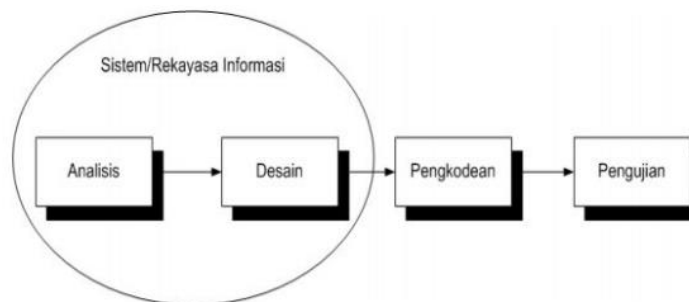 Sistem/Rekayasa Informasi
Analisis
Desain
Pengkodean
Pengujian